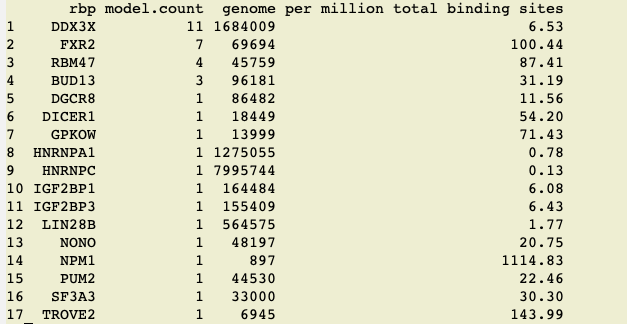 rbp model.count genome per million total binding sites
1 DDX3X 11 1684009 6.53
2 FXR2 7 69694 100.44
3 RBM47 4 45759 87.41
4 BUD13 3 96181 31.19
5 DGCR8 1 86482 11.56
6 DICER1 1 18449 54.20
7 GPKOW 1 13999 71.43
8 HNRNPA1 1 1275055 0.78
9 HNRNPC 1 7995744 0.13
10 IGF2BP1 1 164484 6.08
11 IGF2BP3 1 155409 6.43
12 LIN28B 1 564575 1.77
13 NONO 1 48197 20.75
14 NPM1 1 897 1114.83
15 PUM2 1 44530 22.46
16 SF3A3 1 33000 30.30
17 TROVE2 1 6945 143.99